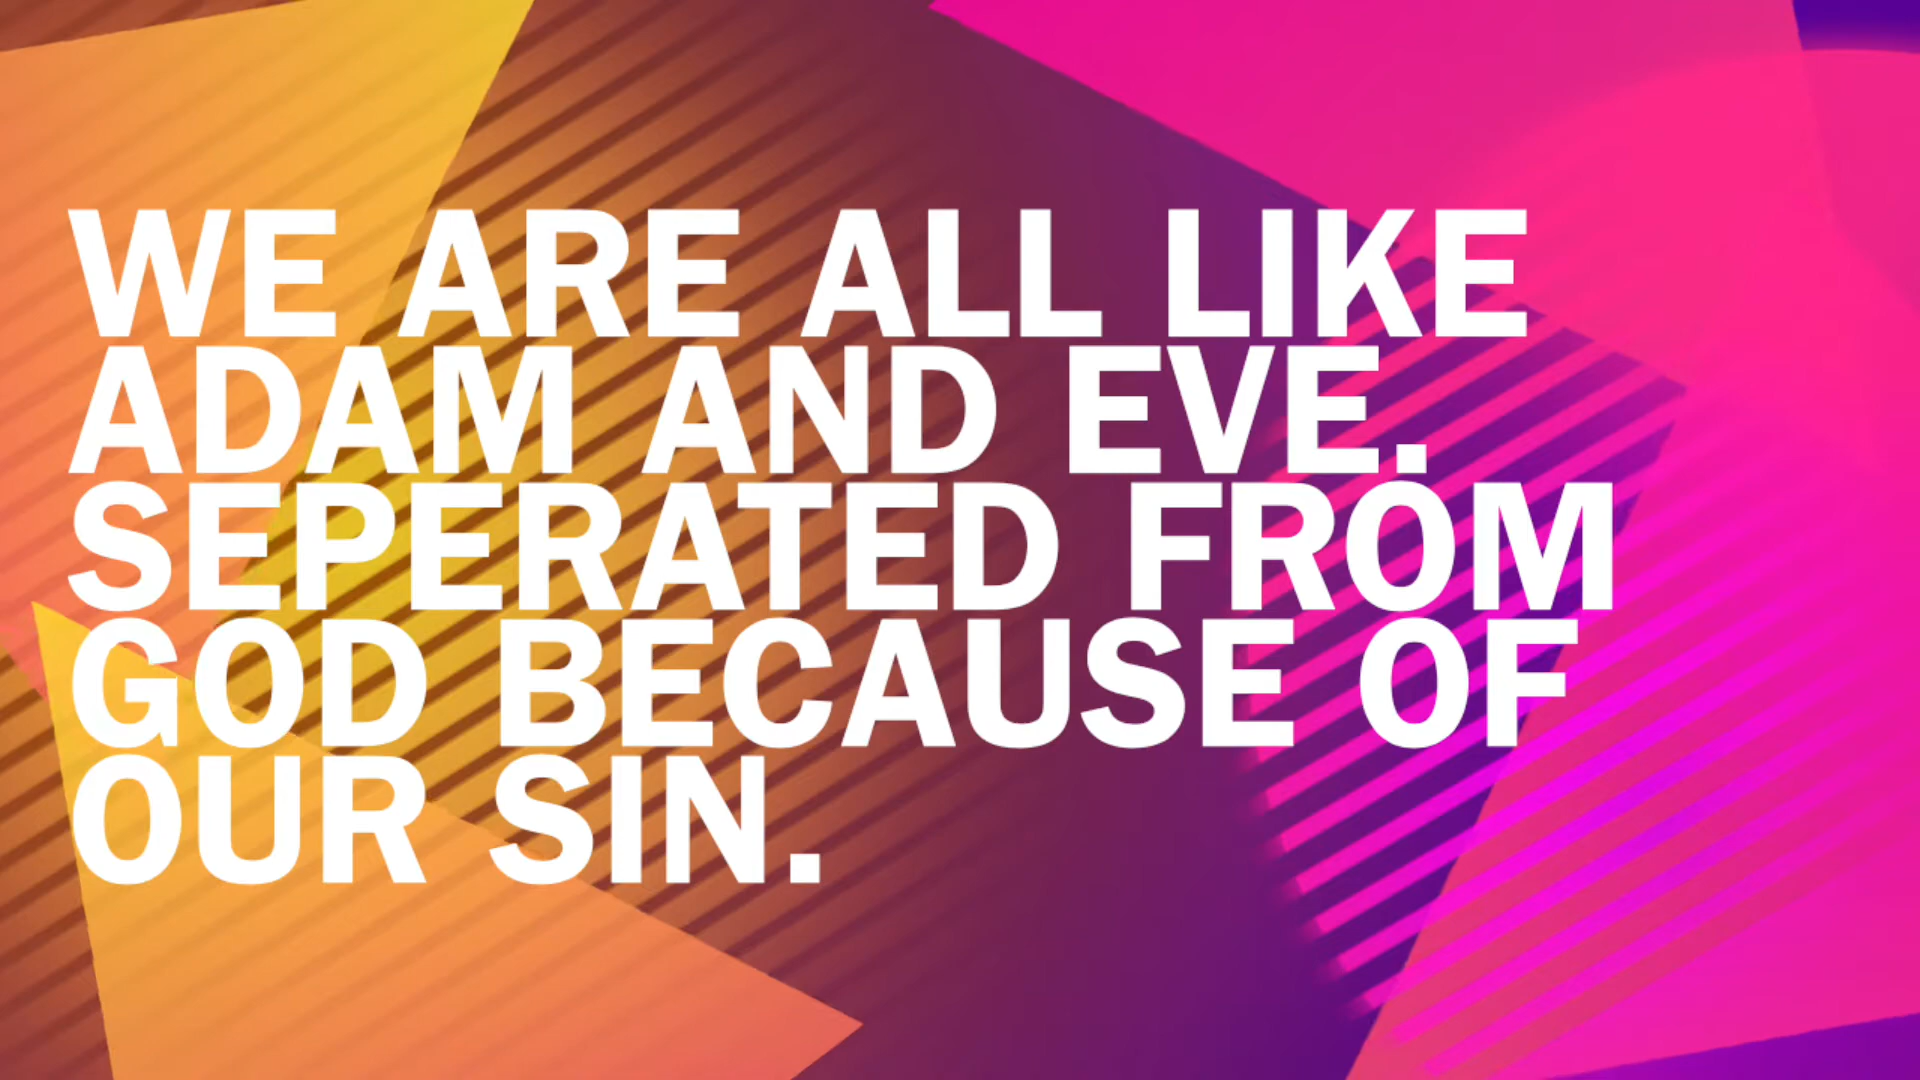 WE ARE ALL LIKE
ADAM AND EVE.
SEPERATED FROM
GOD BECAUSE OF
OUR SIN.